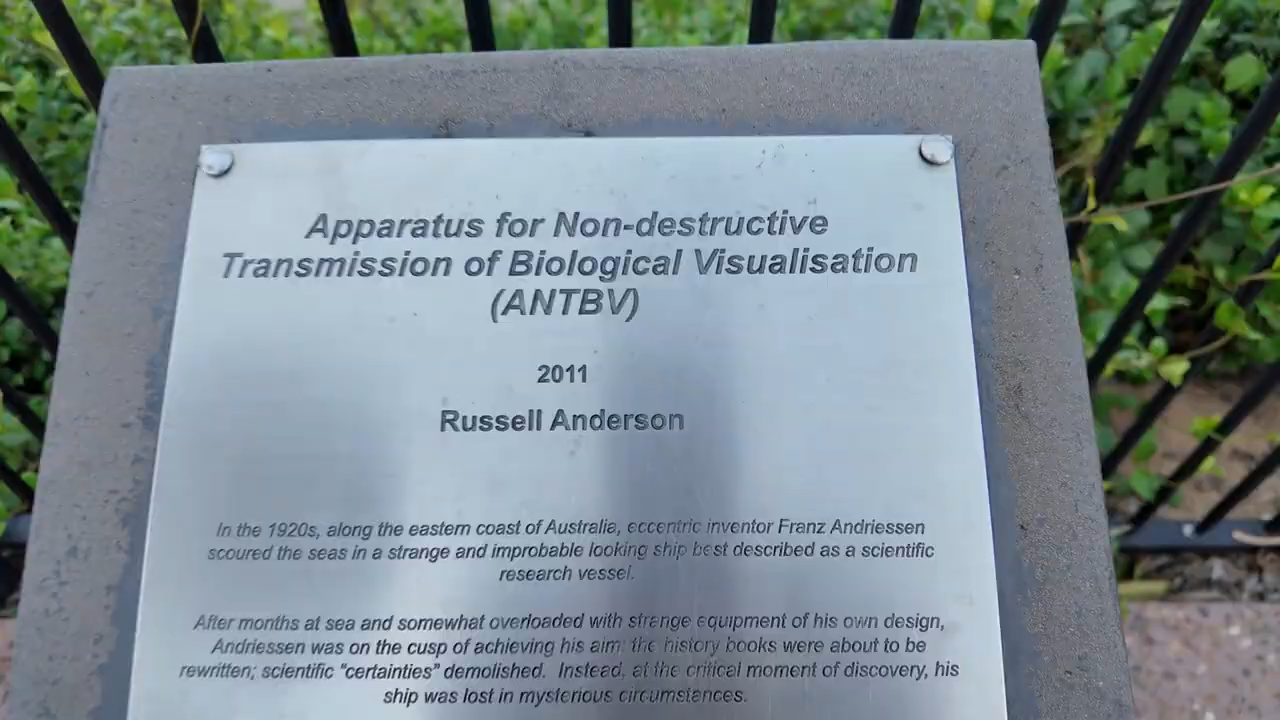 Apparatus for Non-destructive
Transmission of Biological Visualisation
(ANTBV)
2011
Russell Anderson
In the 1920s, along the eastern coast of Australia, eccentric inventor Franz Andriessen
scoured the seas in a strange and improbable looking ship best described as a scientific
research vessel.
After months at sea and somewhat overloaded with strange equipment of his own design,
Andriessen was on the cusp of achieving his aim: the history books were about to be
rewritten; scientific "certainties" demolished. Instead, at the critical moment of discovery, his
ship was lost in mysterious circumstances.